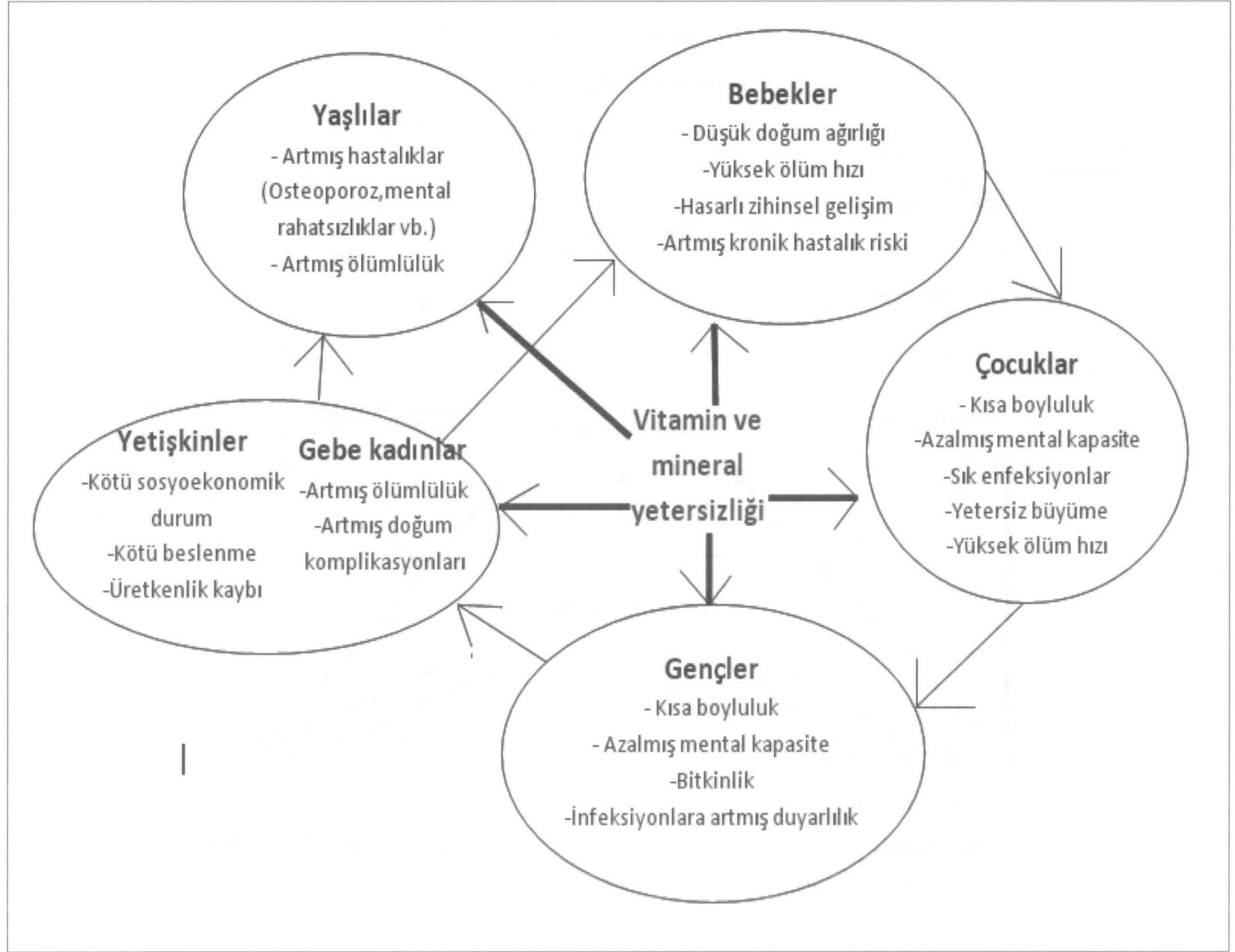 Yaşlılar
- Artmış hastalıklar
(Osteoporoz,mental
rahatsızlıklar vb.)
- Artmış ölümlülük
Bebekler
- Düşük doğum ağırlığı
-Yüksek ölüm hızı
-Hasarlı zihinsel gelişim
-Artmış kronik hastalık riski
Çocuklar
- Kısa boyluluk
-Azalmış mental kapasite
-Sık enfeksiyonlar
-Yetersiz büyüme
-Yüksek ölüm hızı
Vitamin ve
mineral
yetersizliği
Yetişkinler
-Kötü sosyoekonomik
durum
-Kötü beslenme
-Üretkenlik kaybı
Gebe kadınlar
-Artmış ölümlülük
-Artmış doğum
komplikasyonları
Gençler
- Kısa boyluluk
- Azalmış mental kapasite
-Bitkinlik
-İnfeksiyonlara artmış duyarlılık